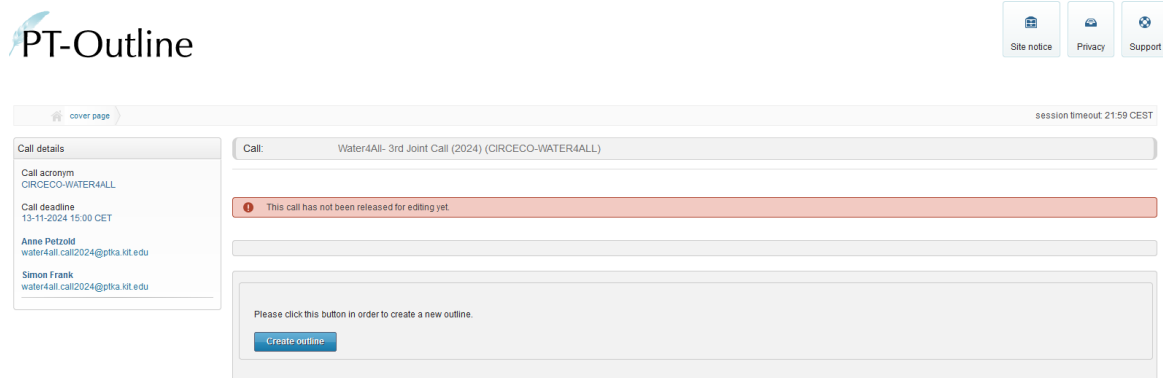 PT-Outline
Site notice
Privacy
Support
cover page
session timeout: 21:59 CEST
Call details
Call acronym
CIRCECO-WATER4ALL
Call deadline
13-11-2024 15:00 CET
Anne Petzold
water4all.call2024@ptka.kit.edu
Simon Frank
water4all.call2024@ptka.kit.edu
Call: Water4All- 3rd Joint Call (2024) (CIRCECO-WATER4ALL)
This call has not been released for editing yet.
Please click this button in order to create a new outline.
Create outline